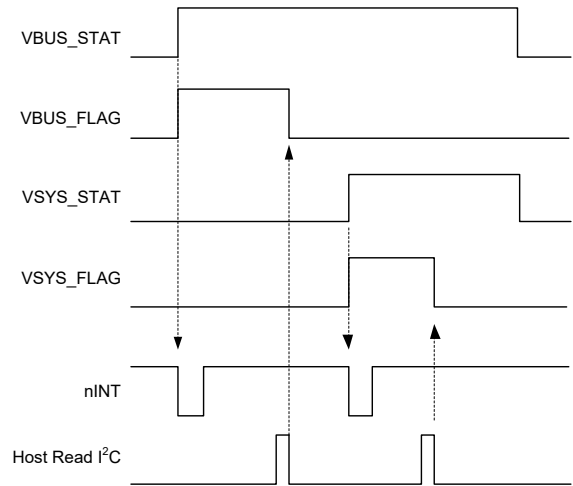 VBUS_STAT
VBUS_FLAG
VSYS_STAT
VSYS_FLAG
nINT
Host Read I²C